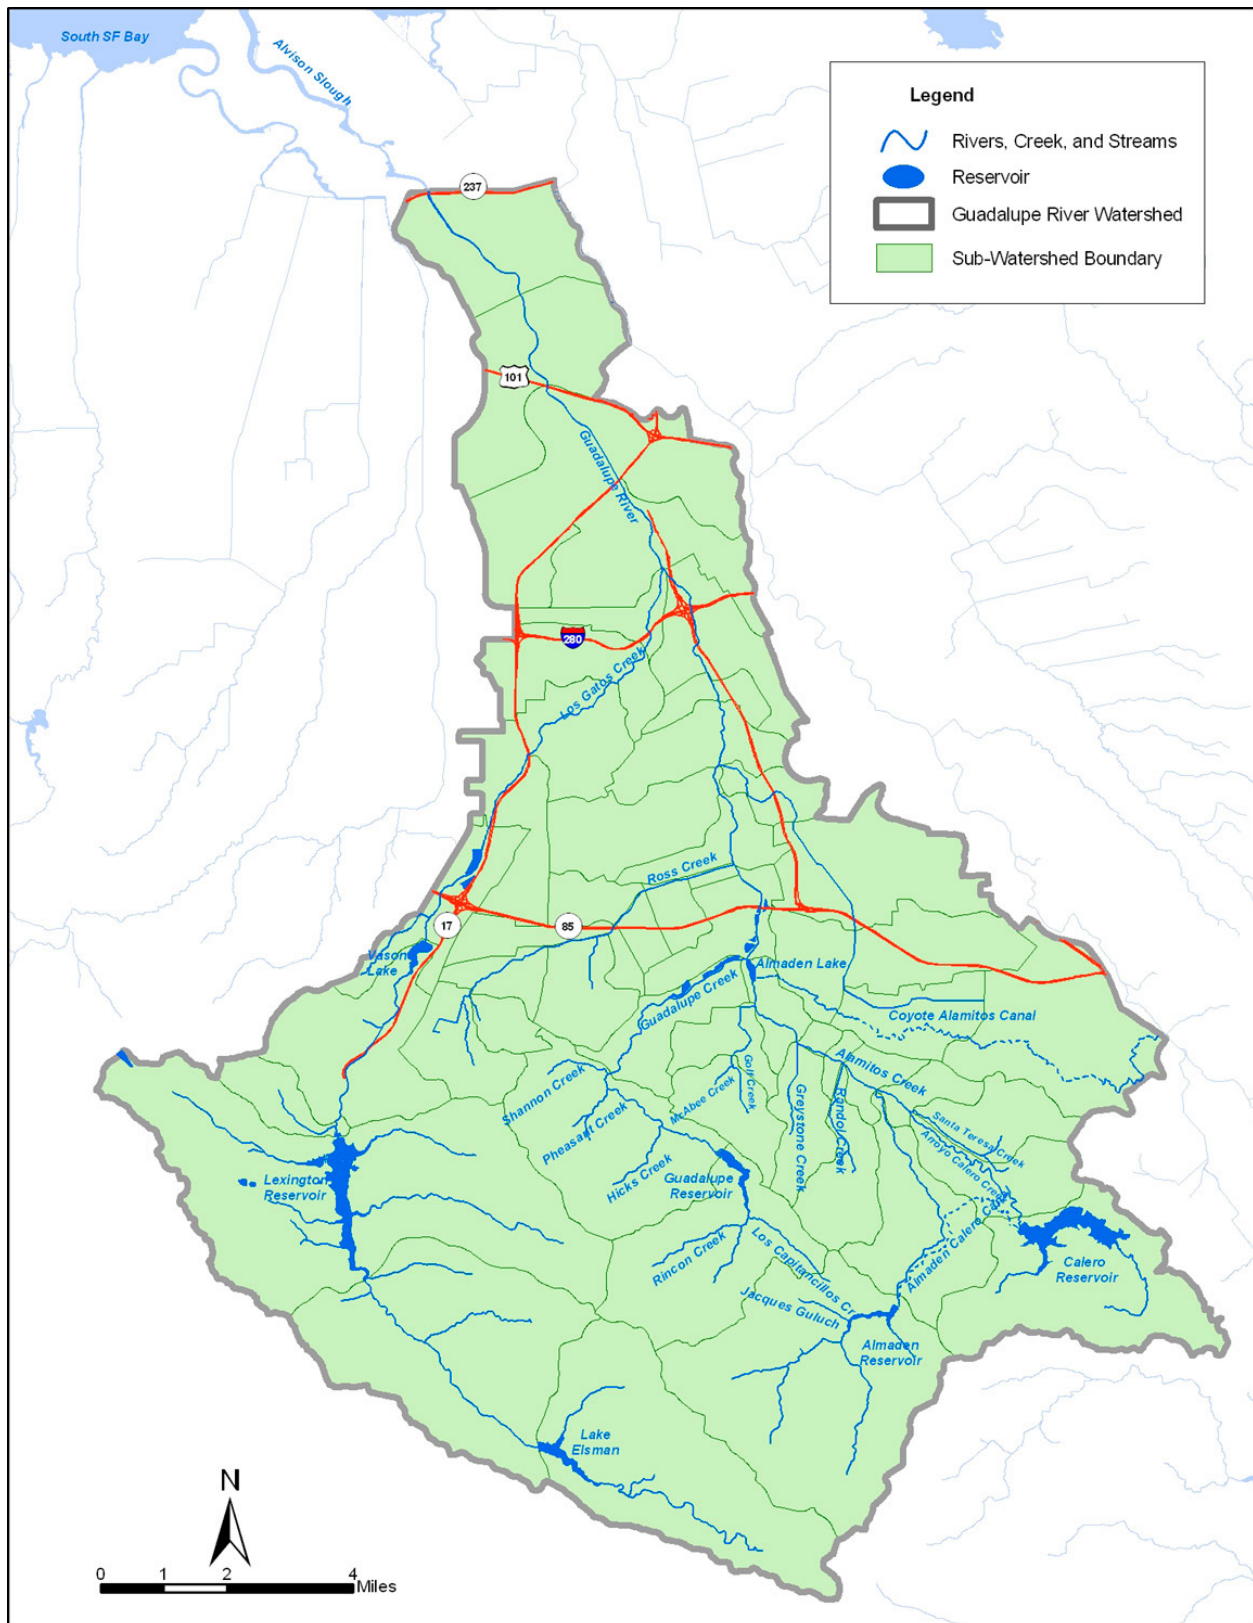 South SF Bay
Alvison Slough
Legend
Rivers, Creek, and Streams
Reservoir
Guadalupe River Watershed
Sub-Watershed Boundary
237
101
Guadalupe River
280
Los Gatos Creek
Ross Creek
17
85
Vason
Lake
Almaden Lake
Guadalupe Creek
Coyote Alamitos Canal
Alamitos Creek
Shannon Creek
McAbee Creek
Golf Creek
Greystone Creek
Randol Creek
Santa Teresa Creek
Arroyo Calero Creek
Pheasant Creek
Hicks Creek
Guadalupe
Reservoir
Lexington
Reservoir
Rincon Creek
Los Capitancillos Cr
Almaden Calero Canal
Calero
Reservoir
Jacques Guluch
Almaden
Reservoir
Lake
Elsman
N
0 1 2 4
Miles